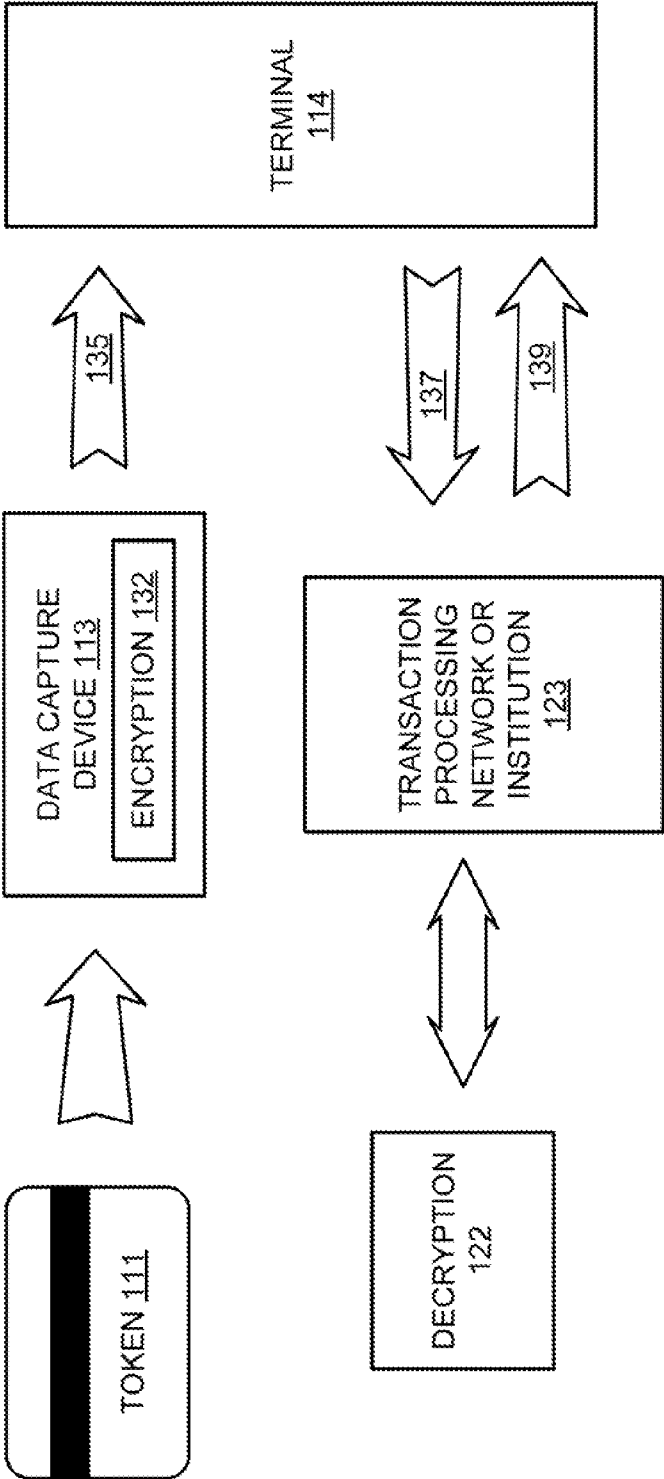 TOKEN 111
DATA CAPTURE
DEVICE 113
ENCRYPTION 132
135
TERMINAL
114
DECRYPTION
122
TRANSACTION
PROCESSING
NETWORK OR
INSTITUTION
123
137
139